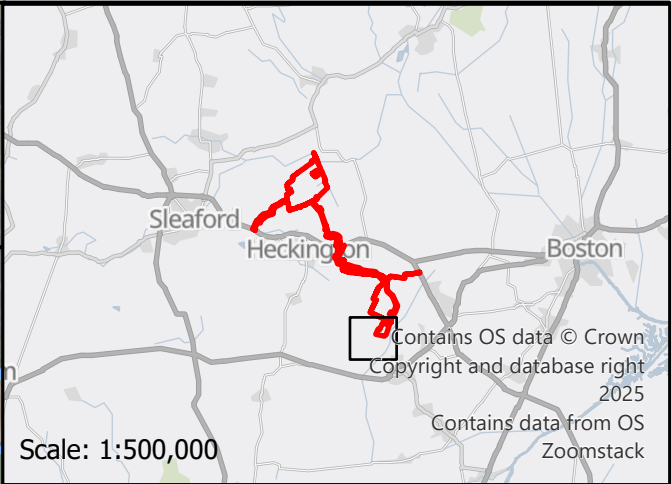 Sleaford
Heckington
Boston
n
Contains OS data © Crown
Copyright and database right
2025
Contains data from OS
Zoomstack
Scale: 1:500,000